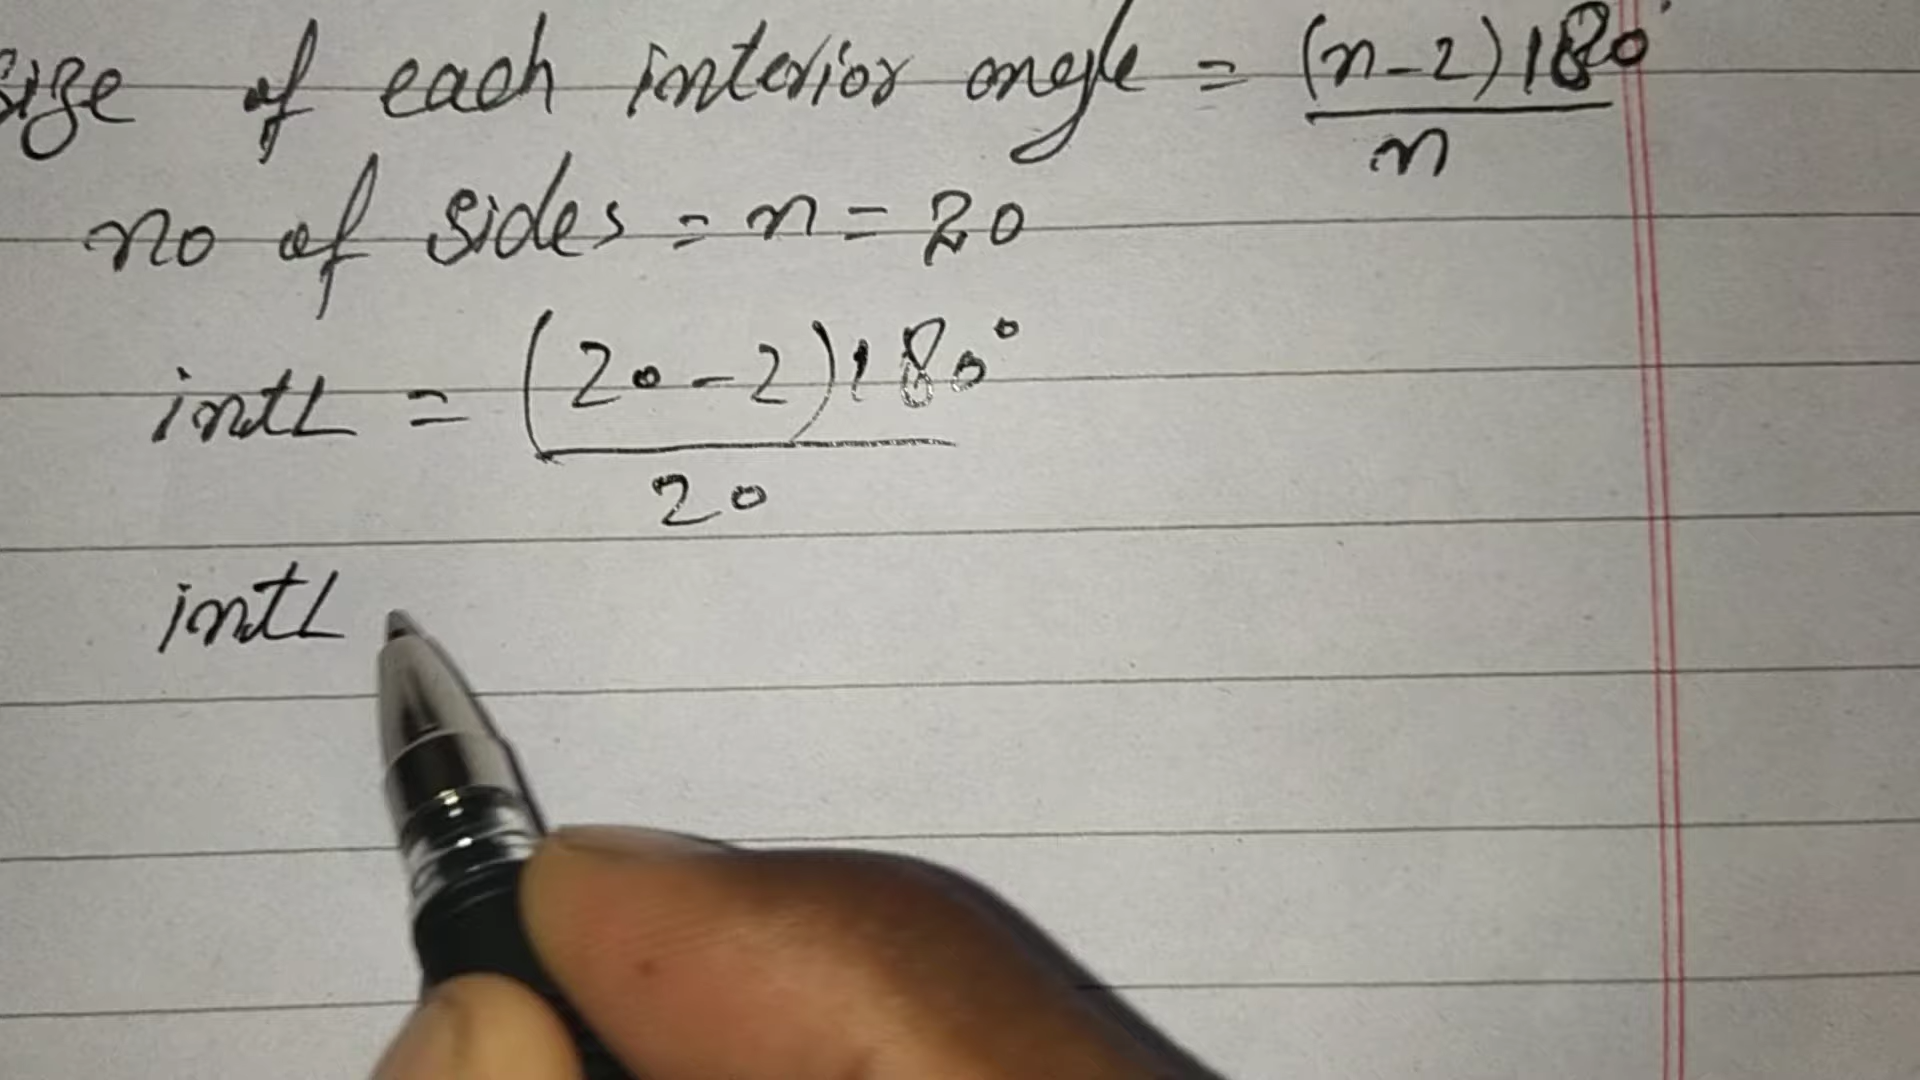 size of each interior angle = (n-2)180° / n
no of sides = n = 20
int∠ = (20-2)180° / 20
int∠